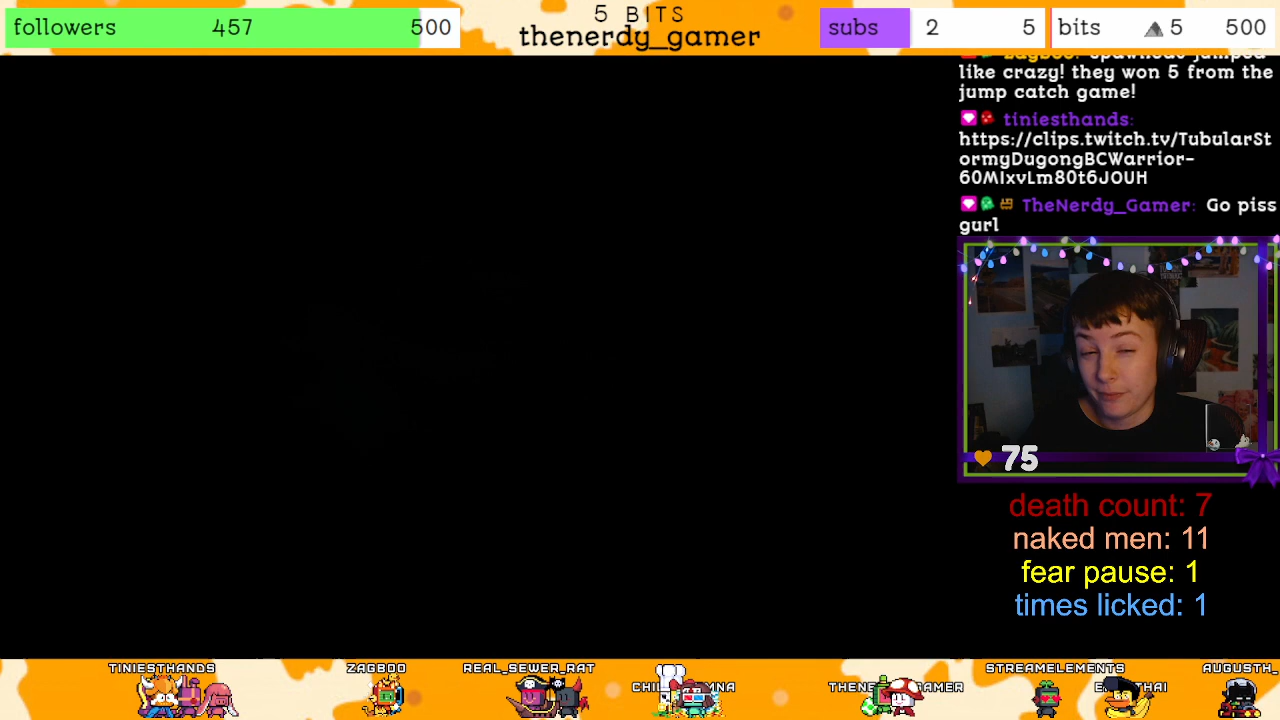 followers 457 500
5 BITS
thenerdy_gamer
subs 2 5
bits 5 500
like crazy! they won 5 from the
jump catch game!
tiniesthands:
https://clips.twitch.tv/TubularSt
ormyDugongBCWarrior-
60MIxvLm80t6JOUH
TheNerdy_Gamer: Go piss
gurl
75
death count: 7
naked men: 11
fear pause: 1
times licked: 1
TINIESTHANDS
ZAGBOO
REAL_SEWER_RAT
STREAMELEMENTS
AUGUSTH_